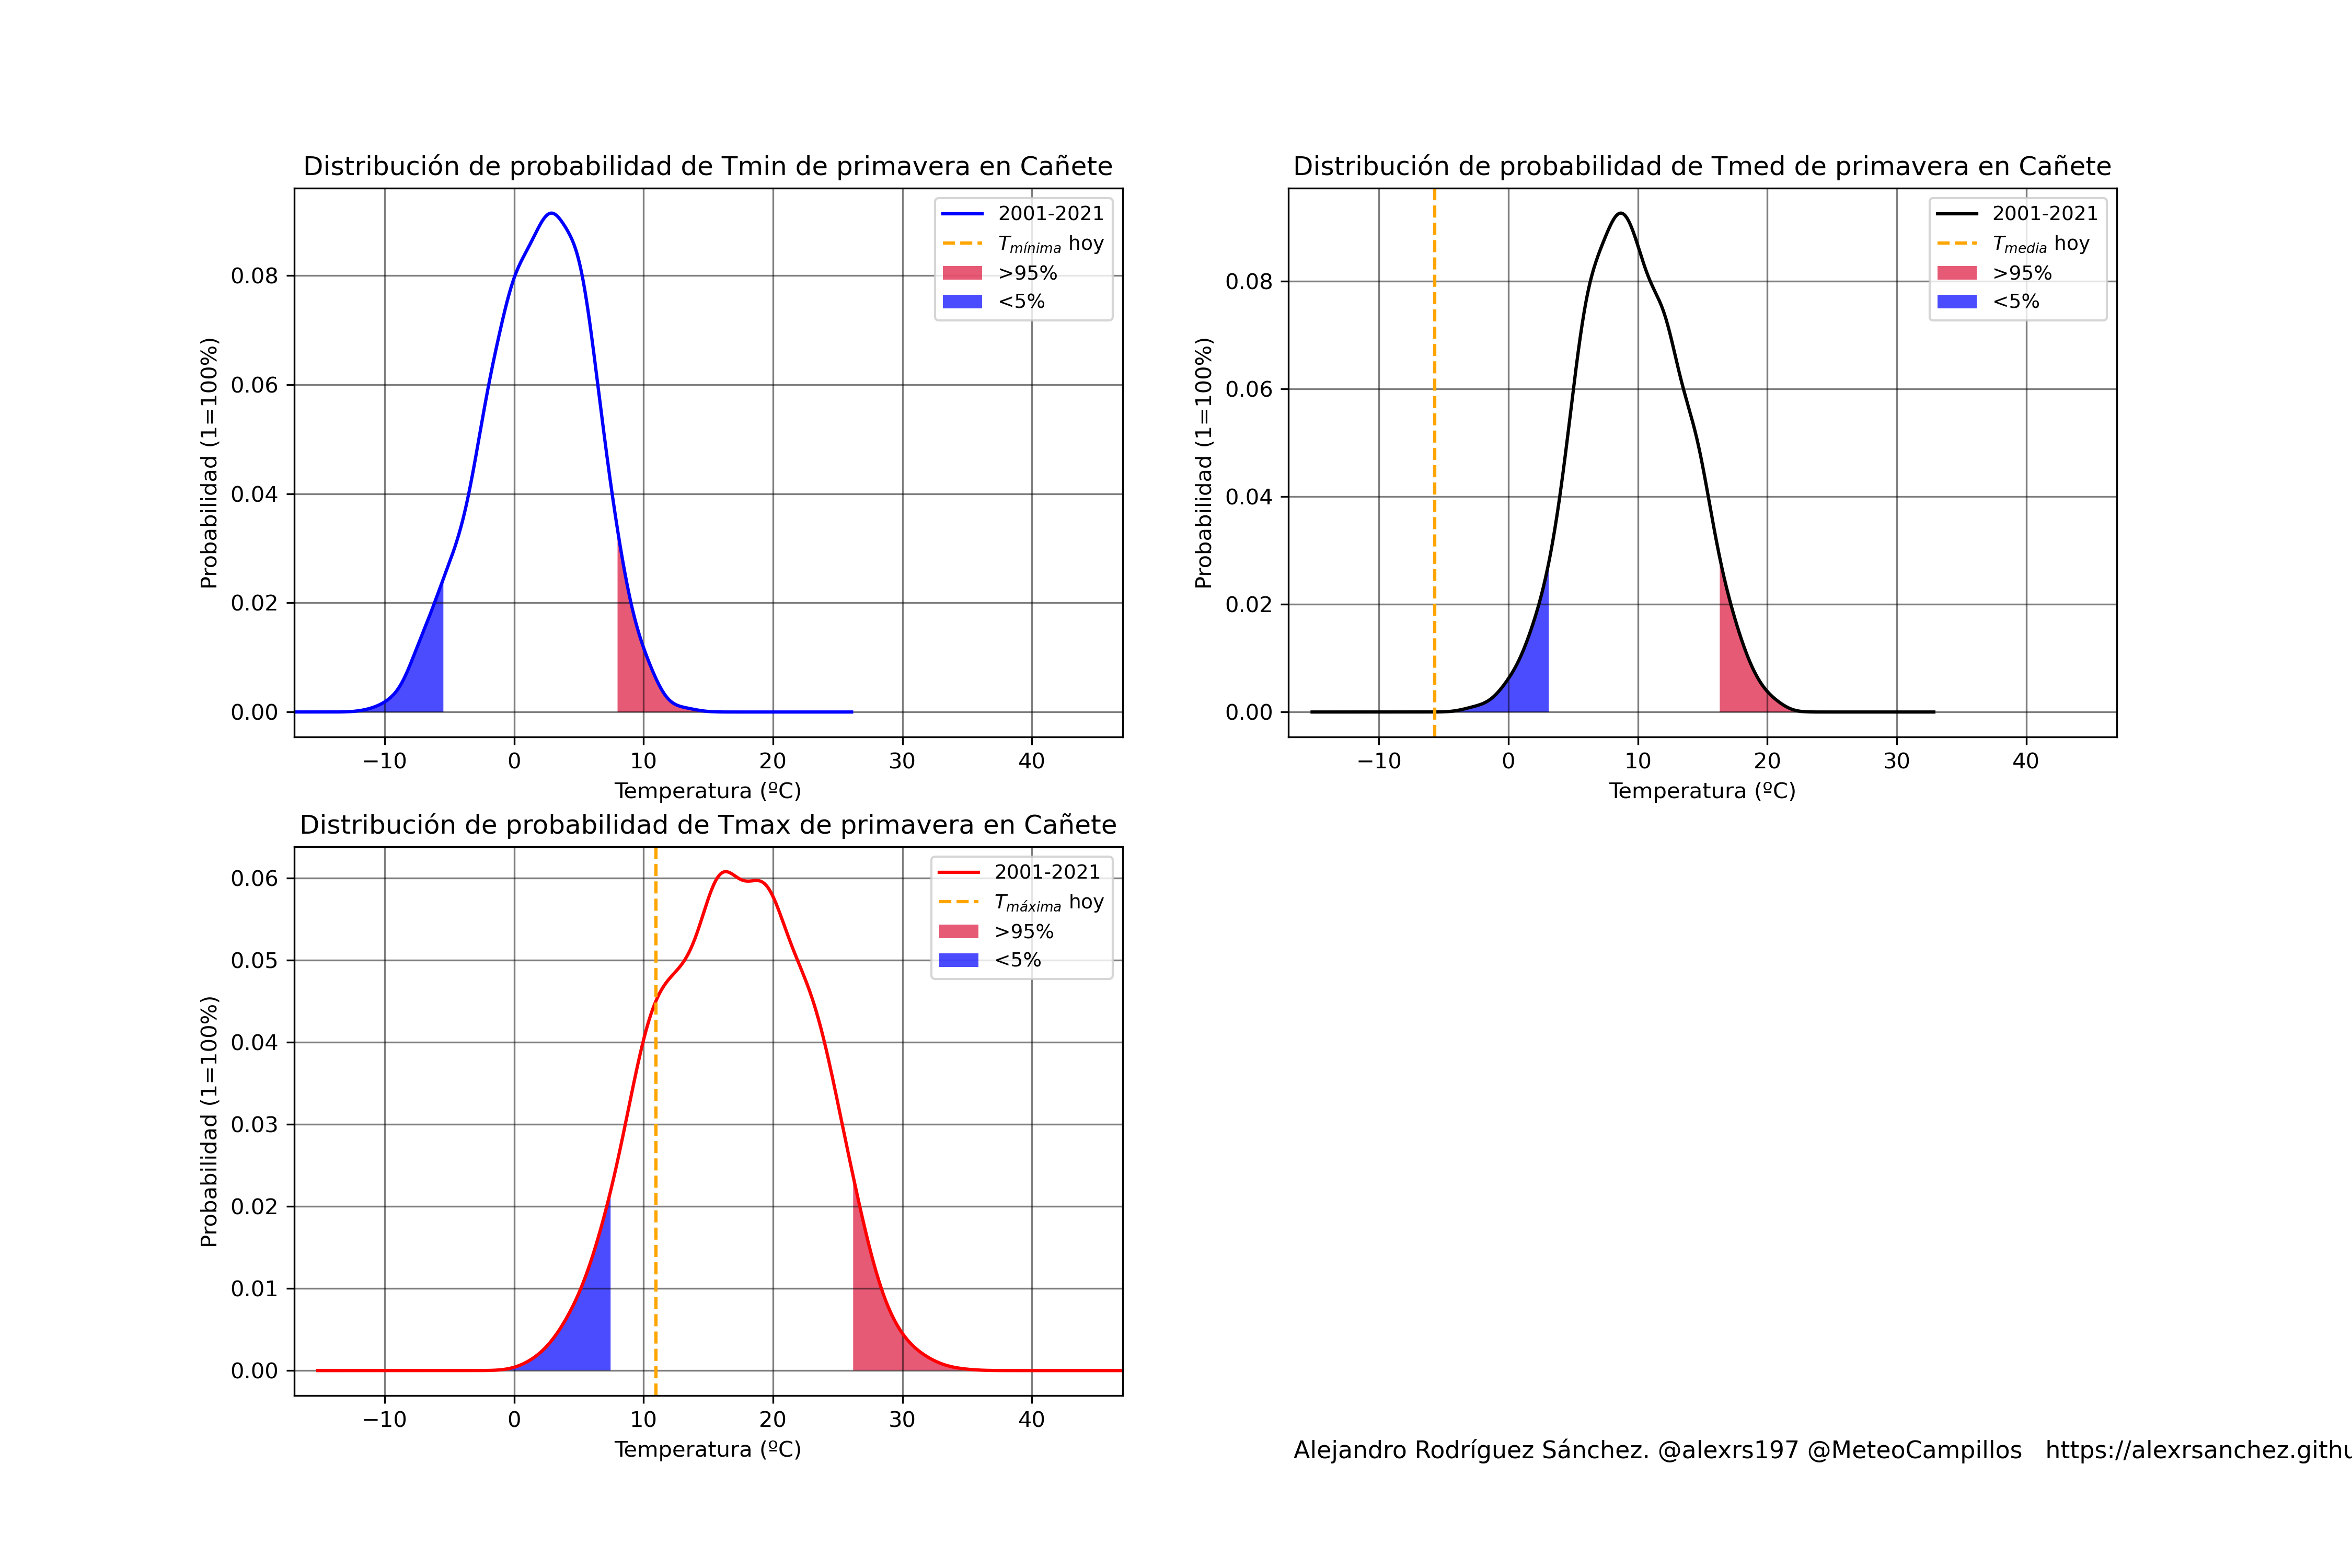 Distribución de probabilidad de Tmin de primavera en Cañete
Probabilidad (1=100%)
0.08
0.06
0.04
0.02
0.00
−10 0 10 20 30 40
Temperatura (ºC)
2001-2021
Tmínima hoy
>95%
<5%
Distribución de probabilidad de Tmed de primavera en Cañete
Probabilidad (1=100%)
0.08
0.06
0.04
0.02
0.00
−10 0 10 20 30 40
Temperatura (ºC)
2001-2021
Tmedia hoy
>95%
<5%
Distribución de probabilidad de Tmax de primavera en Cañete
Probabilidad (1=100%)
0.06
0.05
0.04
0.03
0.02
0.01
0.00
−10 0 10 20 30 40
Temperatura (ºC)
2001-2021
Tmáxima hoy
>95%
<5%
Alejandro Rodríguez Sánchez. @alexrs197 @MeteoCampillos https://alexrsanchez.githu